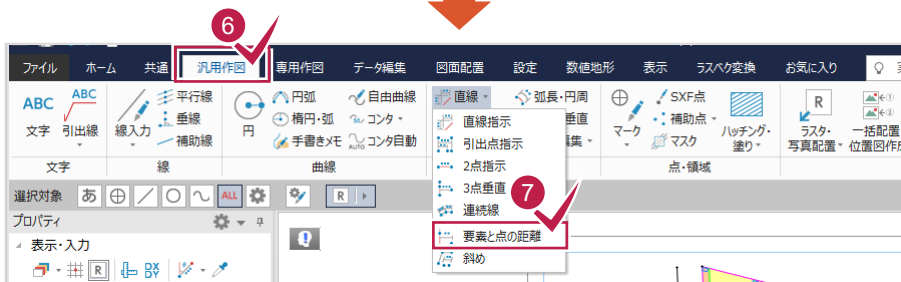 6
ファイル ホーム 共通 汎用作図 専用作図 データ編集 図面配置 設定 数値地形 表示 ラスベク変換 お気に入り
ABC 文字
ABC 引出線
文字
線入力
平行線
垂線
補助線
線
円
円弧
楕円・弧
手書きメモ
自由曲線
コンタ
コンタ自動
曲線
直線
直線指示
引出点指示
2点指示
3点垂直
7
連続線
要素と点の距離
斜め
弧長・円周
垂直
編集
マーク
SXF点
補助点
マスク
ハッチング・
塗り
点・領域
R
ラスタ・
写真配置
一括配置
位置図作成
選択対象 あ ALL R
プロパティ
表示・入力
R DX
DY